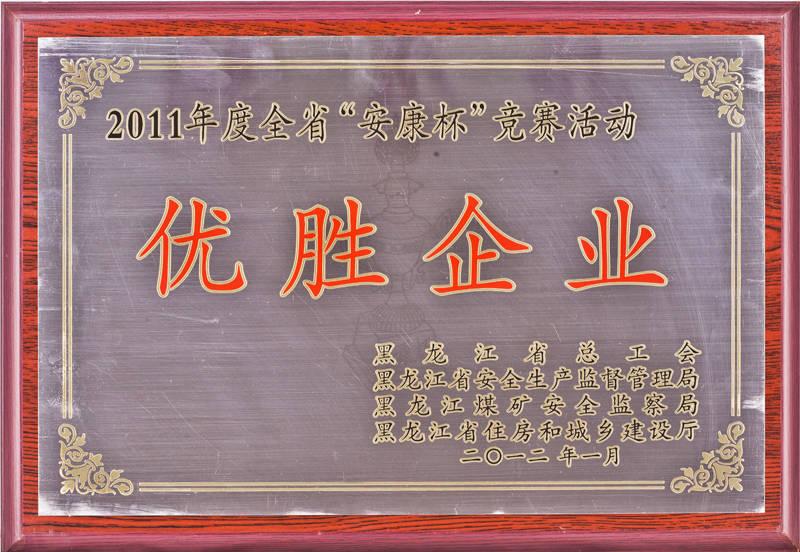 2011年度全省“安康杯”竞赛活动
优胜企业
黑龙江省总工会
黑龙江省安全生产监督管理局
黑龙江煤矿安全监察局
黑龙江省住房和城乡建设厅
二〇一二年一月